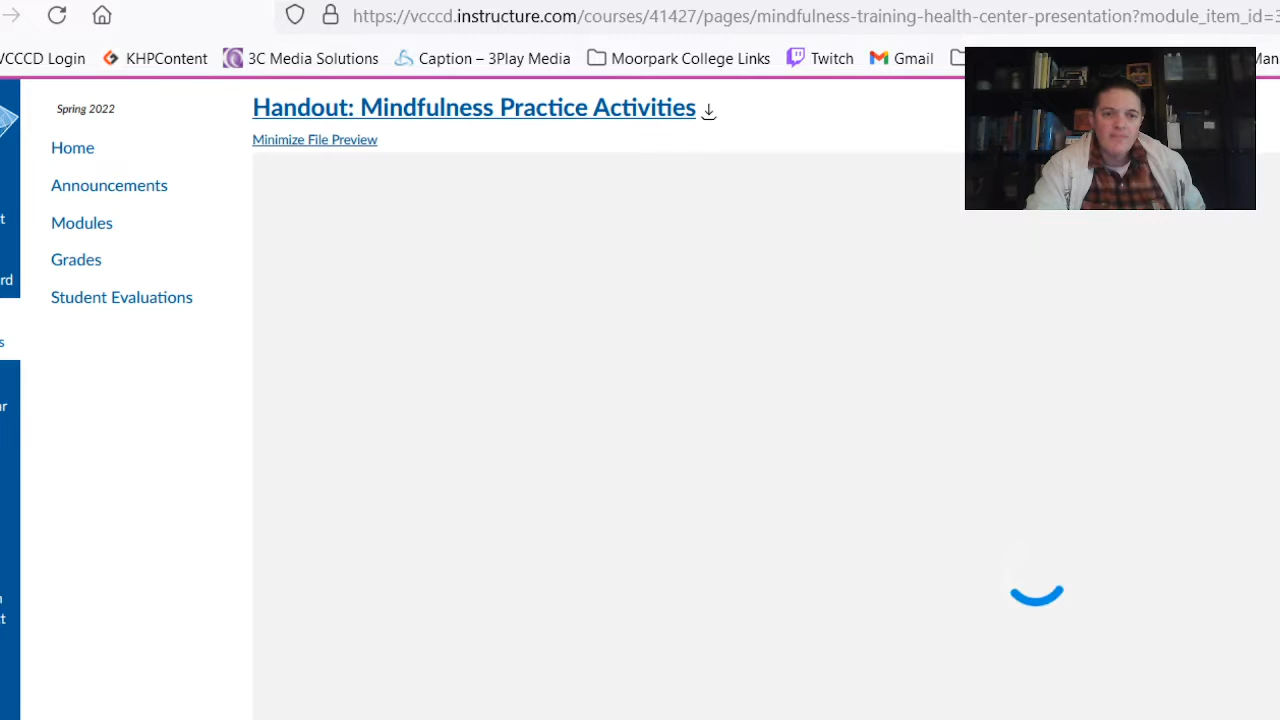 https://vcccd.instructure.com/courses/41427/pages/mindfulness-training-health-center-presentation?module_item_id=
VCCCD Login KHPContent 3C Media Solutions Caption – 3Play Media Moorpark College Links Twitch Gmail
Spring 2022
Handout: Mindfulness Practice Activities
Minimize File Preview
Home
Announcements
Modules
Grades
Student Evaluations